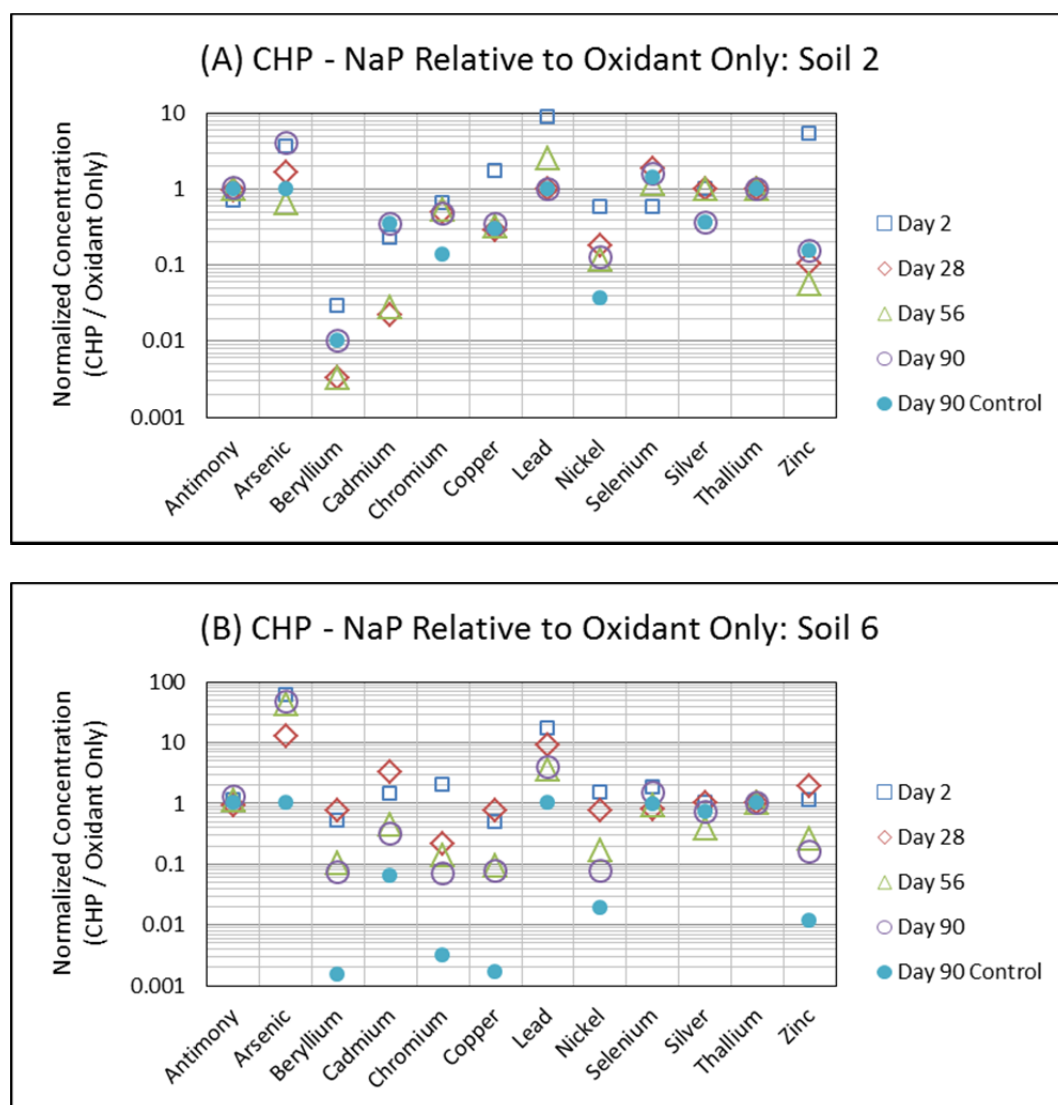 (A) CHP - NaP Relative to Oxidant Only: Soil 2
Normalized Concentration
(CHP / Oxidant Only)
10
1
0.1
0.01
0.001
Antimony
Arsenic
Beryllium
Cadmium
Chromium
Copper
Lead
Nickel
Selenium
Silver
Thallium
Zinc
Day 2
Day 28
Day 56
Day 90
Day 90 Control
(B) CHP - NaP Relative to Oxidant Only: Soil 6
Normalized Concentration
(CHP / Oxidant Only)
100
10
1
0.1
0.01
0.001
Antimony
Arsenic
Beryllium
Cadmium
Chromium
Copper
Lead
Nickel
Selenium
Silver
Thallium
Zinc
Day 2
Day 28
Day 56
Day 90
Day 90 Control